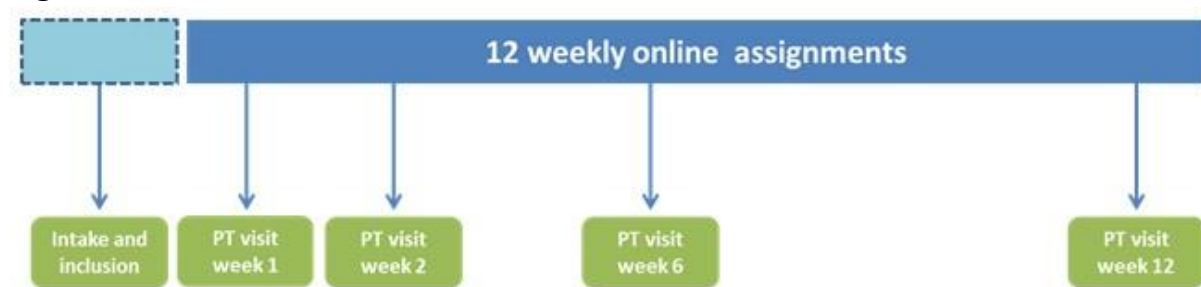 12 weekly online assignments
Intake and
inclusion
PT visit
week 1
PT visit
week 2
PT visit
week 6
PT visit
week 12